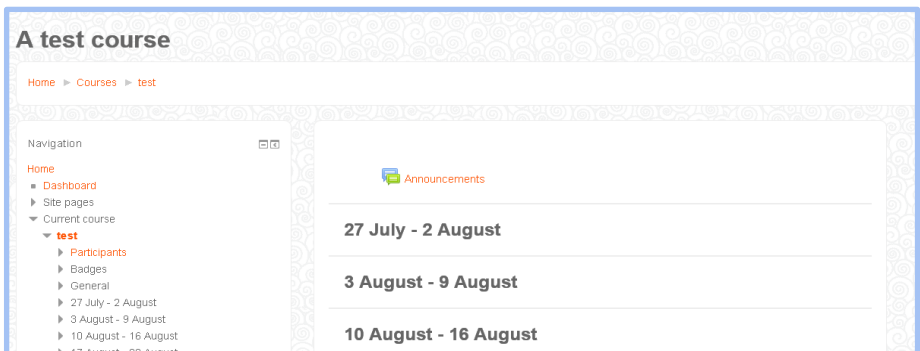 A test course
Home ► Courses ► test
Navigation
Home
Dashboard
Site pages
Current course
test
Participants
Badges
General
27 July - 2 August
3 August - 9 August
10 August - 16 August
Announcements
27 July - 2 August
3 August - 9 August
10 August - 16 August